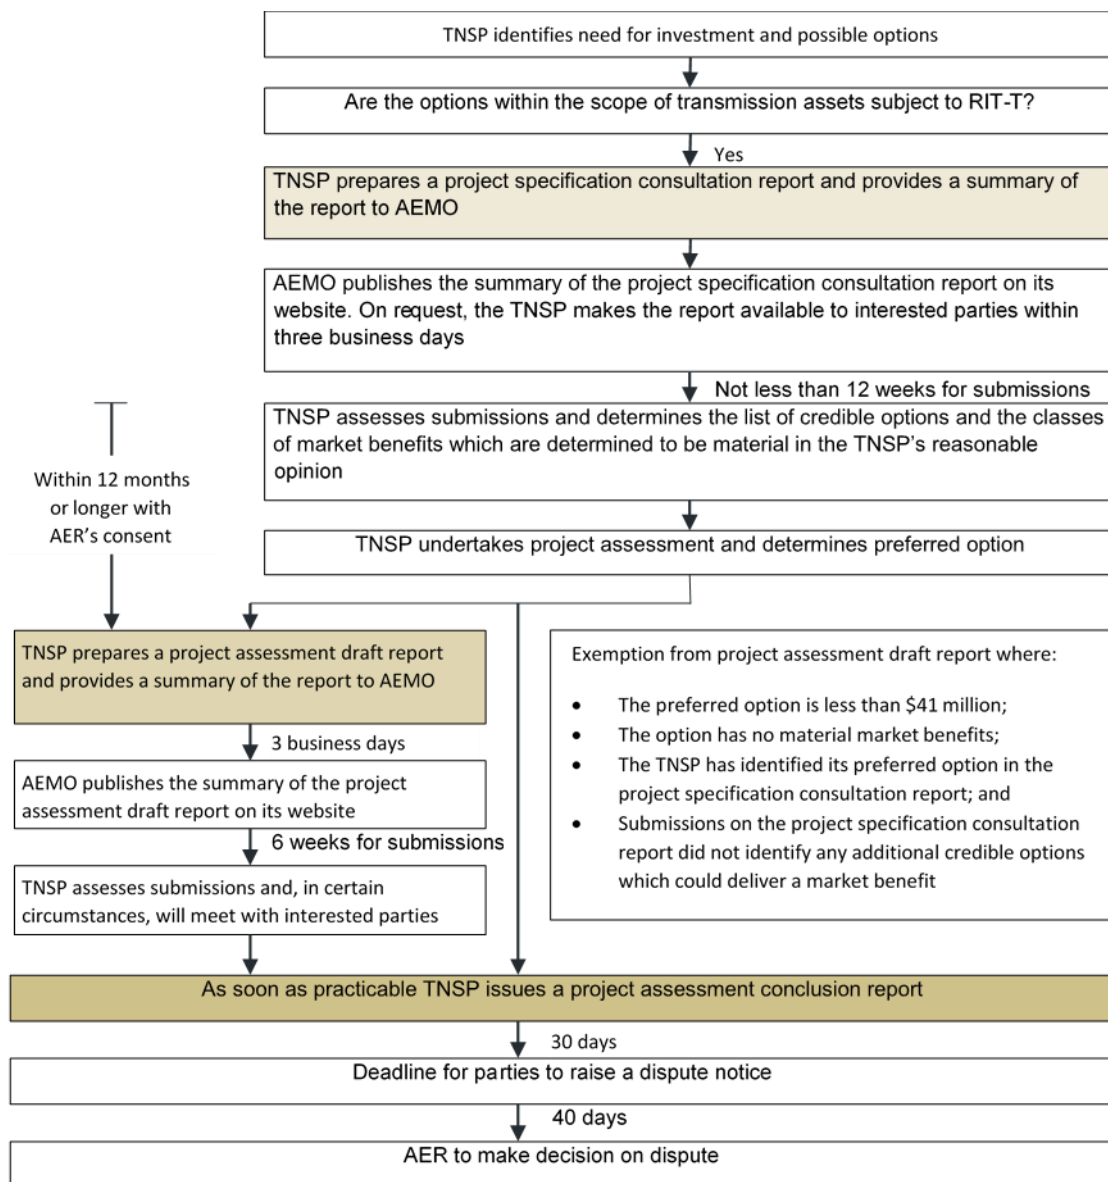 TNSP identifies need for investment and possible options
Are the options within the scope of transmission assets subject to RIT-T?
Yes
TNSP prepares a project specification consultation report and provides a summary of
the report to AEMO
AEMO publishes the summary of the project specification consultation report on its
website. On request, the TNSP makes the report available to interested parties within
three business days
Not less than 12 weeks for submissions
TNSP assesses submissions and determines the list of credible options and the classes
of market benefits which are determined to be material in the TNSP's reasonable
opinion
Within 12 months
or longer with
AER's consent
TNSP undertakes project assessment and determines preferred option
TNSP prepares a project assessment draft report
and provides a summary of the report to AEMO
3 business days
AEMO publishes the summary of the project
assessment draft report on its website
6 weeks for submissions
TNSP assesses submissions and, in certain
circumstances, will meet with interested parties
Exemption from project assessment draft report where:
• The preferred option is less than $41 million;
• The option has no material market benefits;
• The TNSP has identified its preferred option in the
project specification consultation report; and
• Submissions on the project specification consultation
report did not identify any additional credible options
which could deliver a market benefit
As soon as practicable TNSP issues a project assessment conclusion report
30 days
Deadline for parties to raise a dispute notice
40 days
AER to make decision on dispute